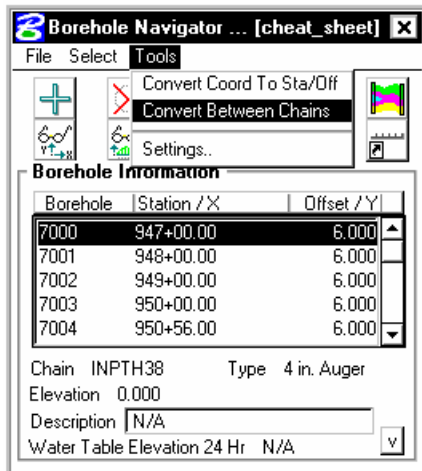 Borehole Navigator ... [cheat_sheet]
File Select Tools
Convert Coord To Sta/Off
Convert Between Chains
Settings..
Borehole Information
Borehole Station / X Offset / Y
7000 947+00.00 6.000
7001 948+00.00 6.000
7002 949+00.00 6.000
7003 950+00.00 6.000
7004 950+56.00 6.000
Chain INPTH38 Type 4 in. Auger
Elevation 0.000
Description N/A
Water Table Elevation 24 Hr N/A v